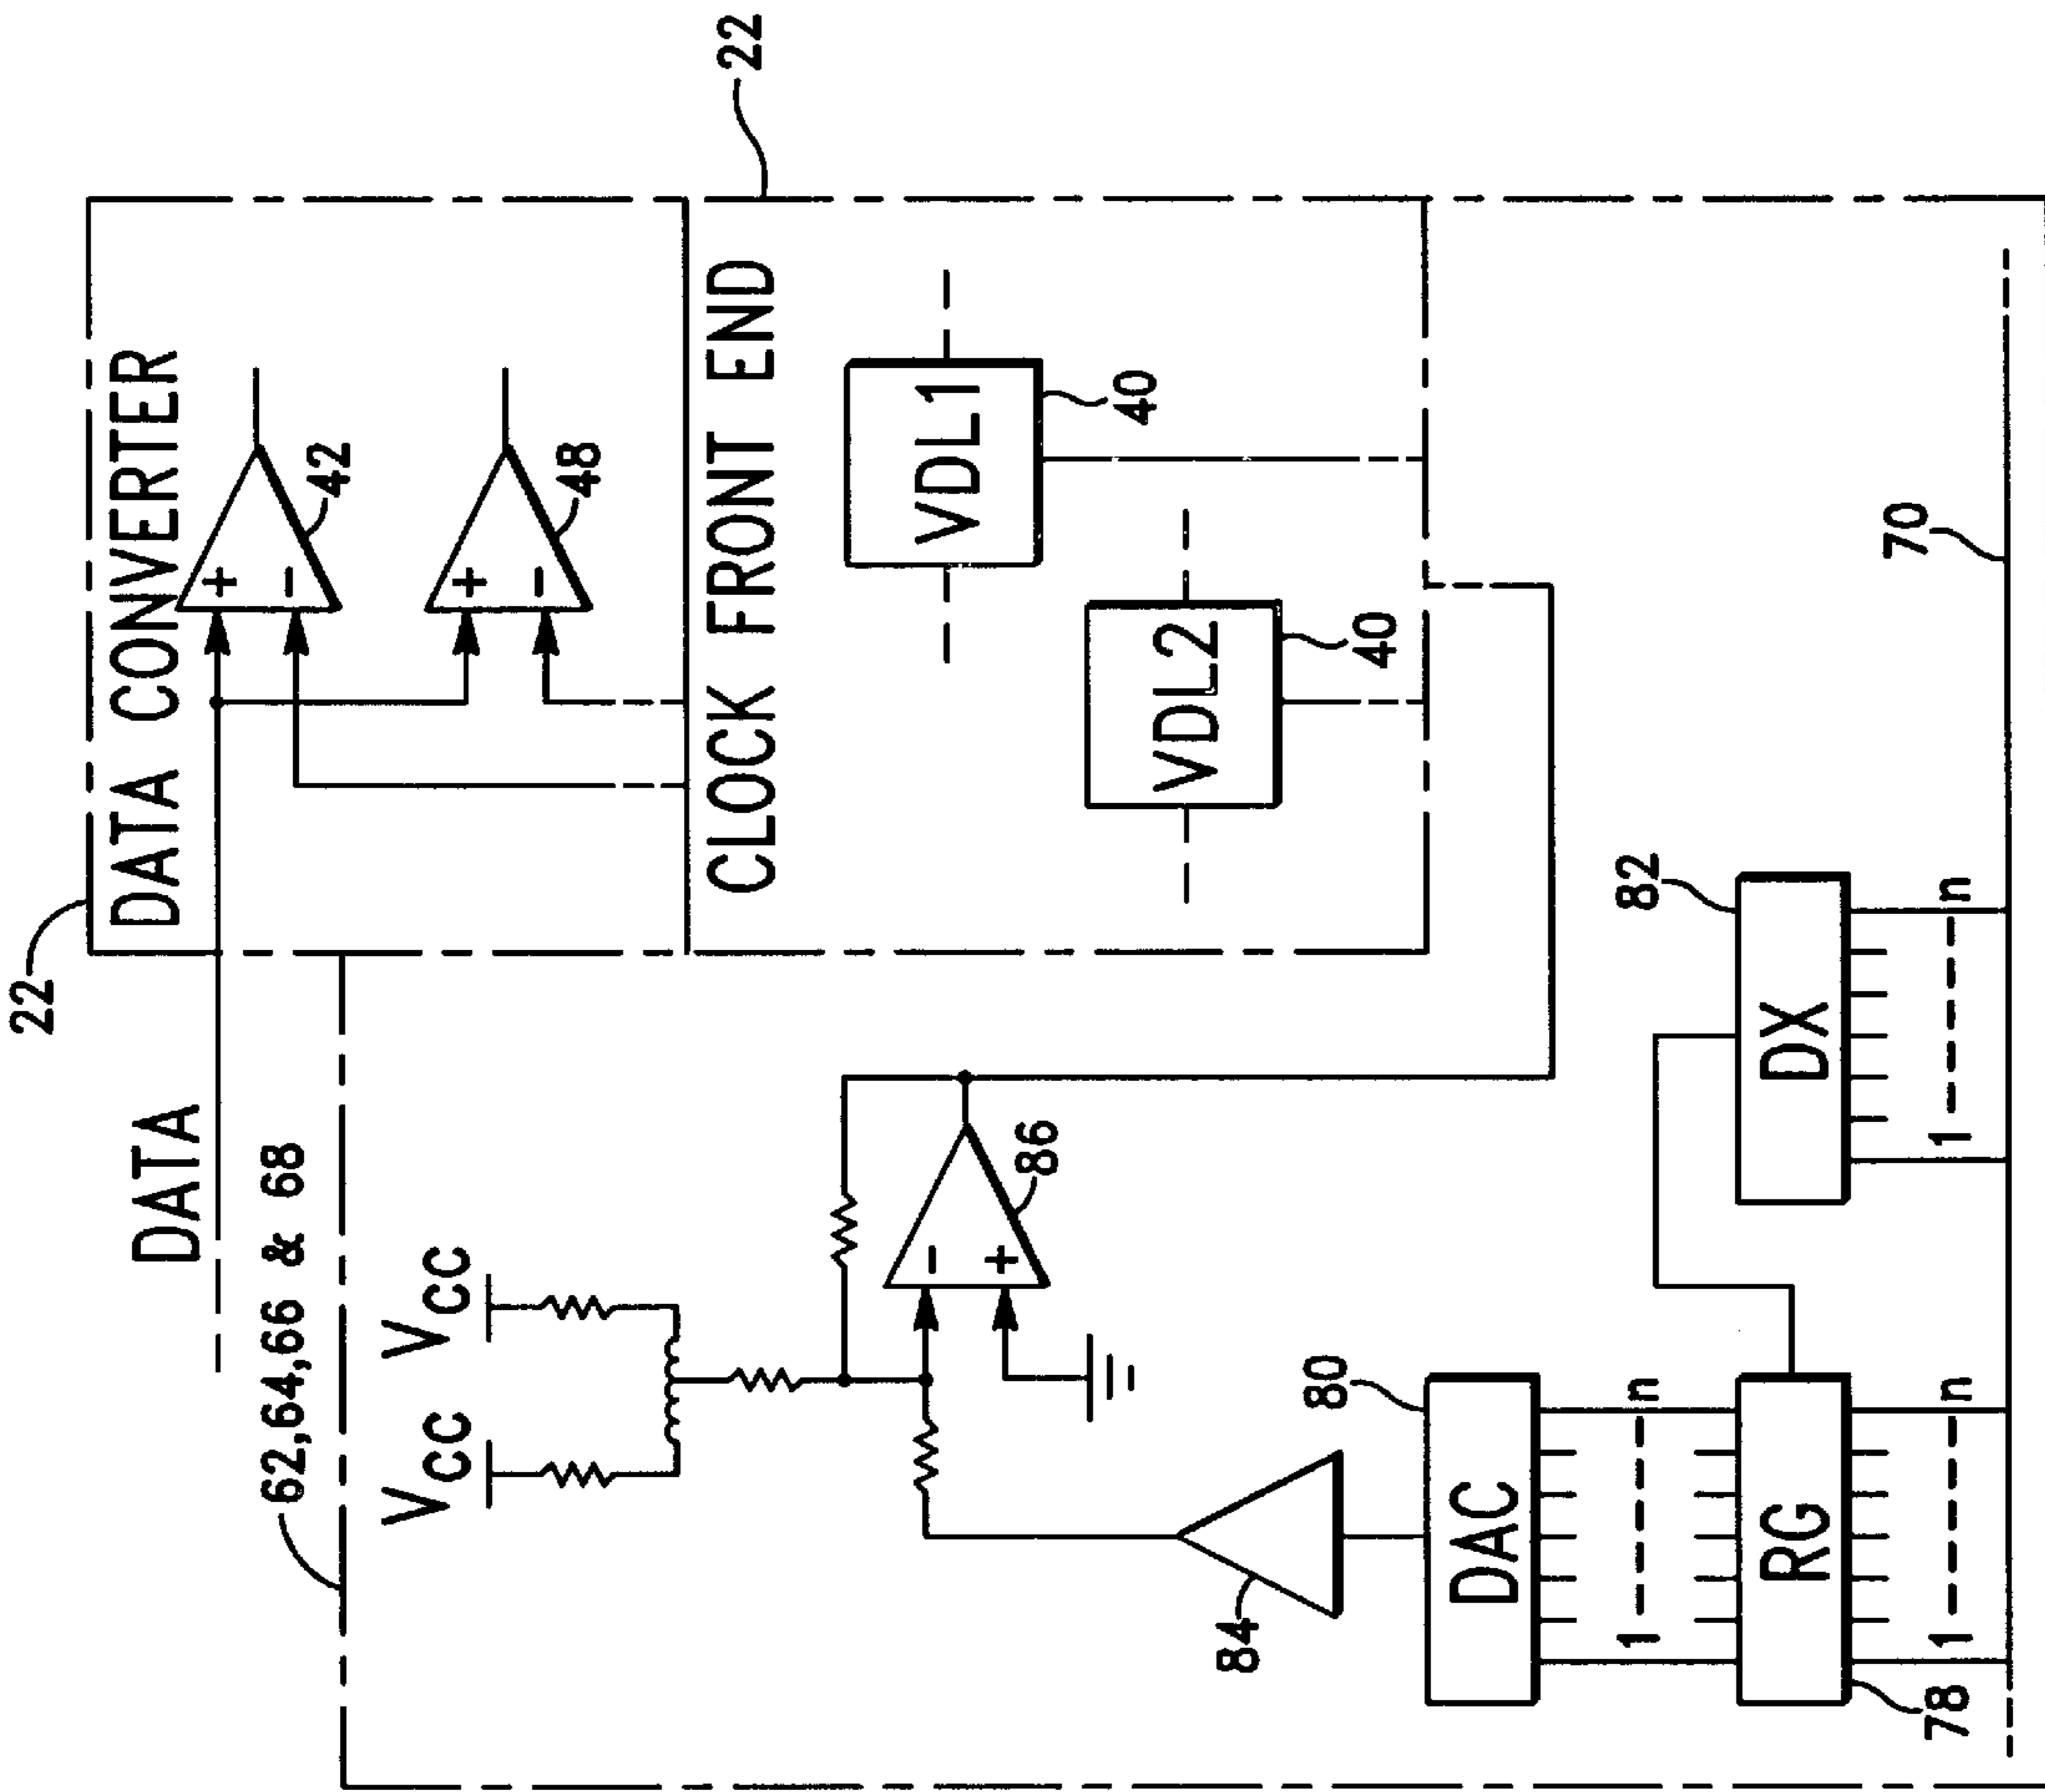 22
DATA CONVERTER
+
−
42
+
−
48
22
CLOCK FRONT END
VDL1
40
VDL2
40
DATA
62,64,66 & 68
VCC
VCC
−
+
86
84
80
DAC
1
n
RG
78
1
n
82
DX
1
n
70